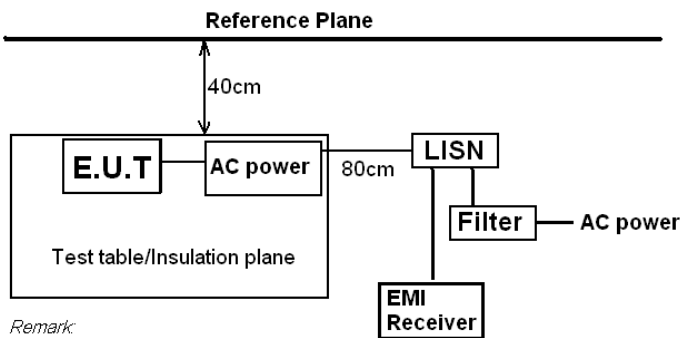 Reference Plane
40cm
E.U.T
AC power
80cm
LISN
Filter
AC power
Test table/Insulation plane
EMI
Receiver
Remark: